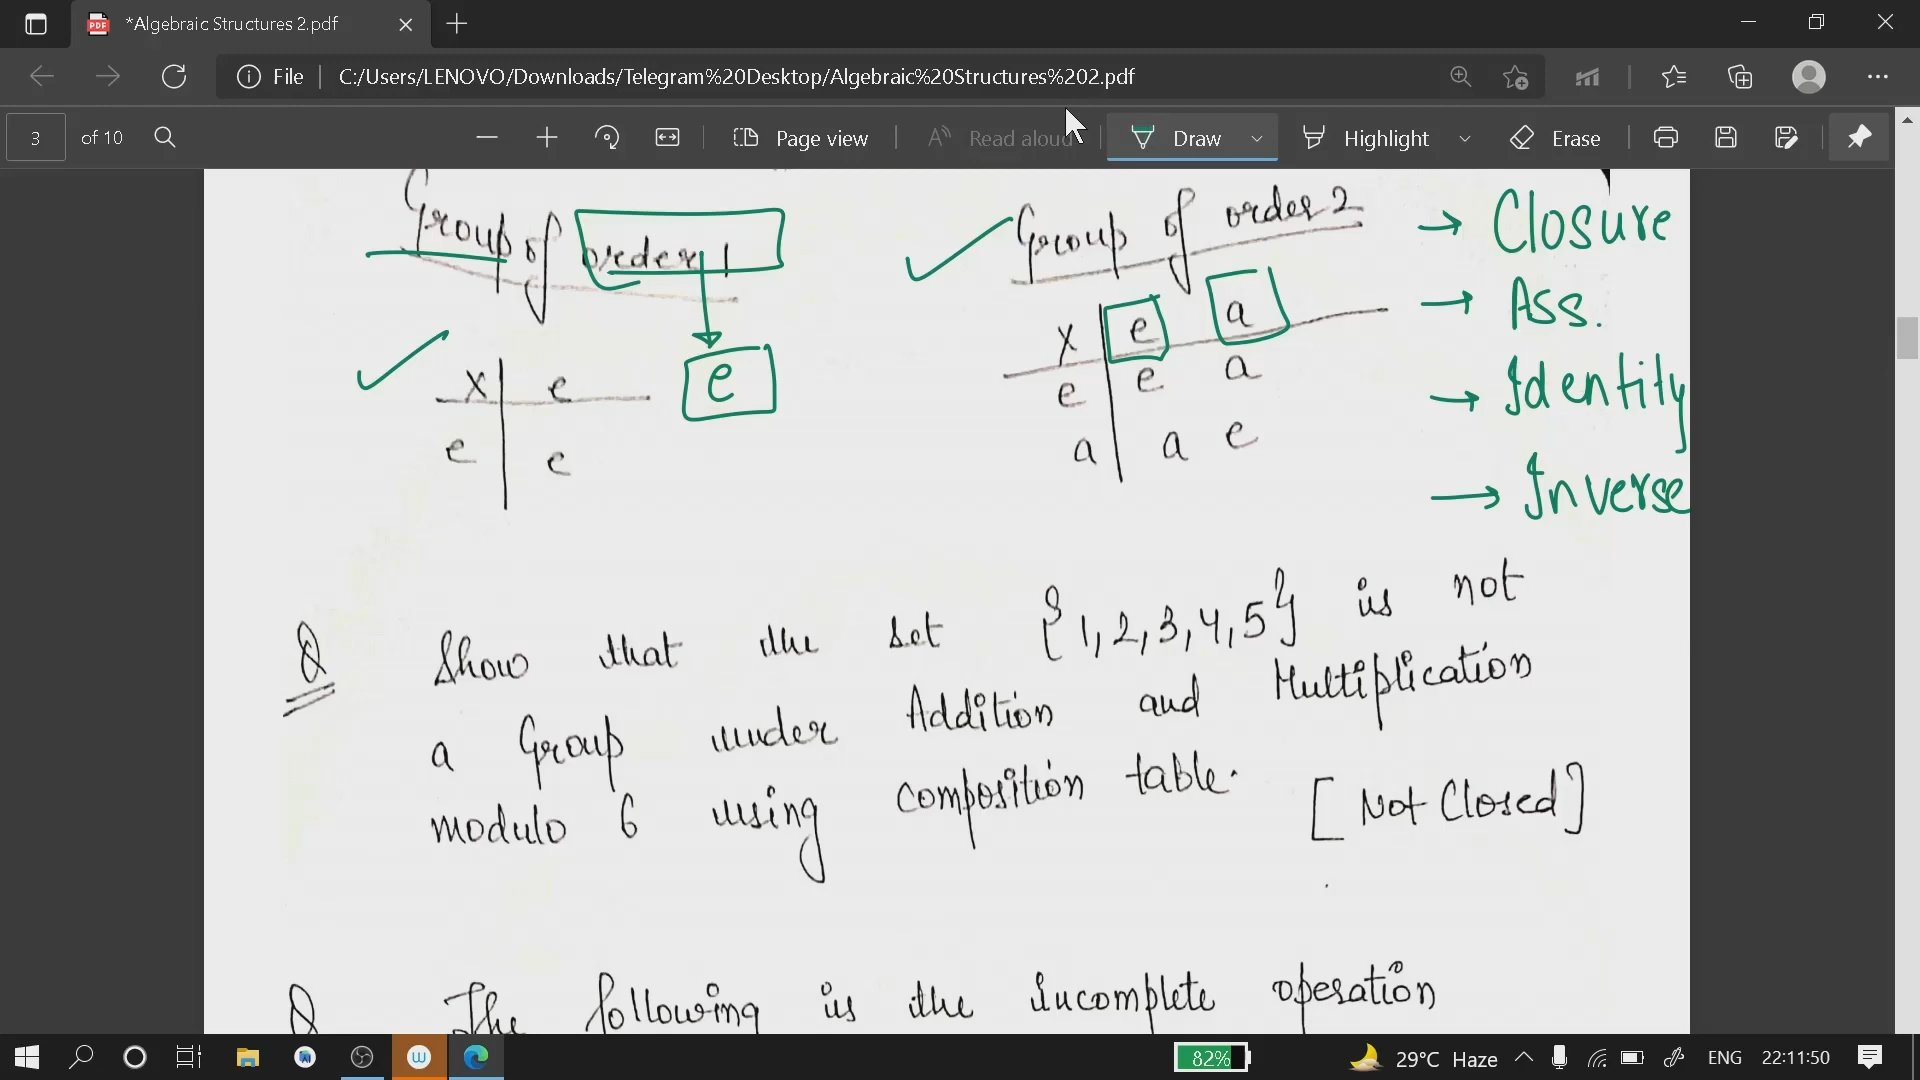 *Algebraic Structures 2.pdf
File | C:/Users/LENOVO/Downloads/Telegram%20Desktop/Algebraic%20Structures%202.pdf
3 of 10 Page view Read aloud Draw Highlight Erase
Group of order 1
x e
e e
e
Group of order 2
x e a
e e a
a a e
→ Closure
→ Ass.
→ Identity
→ Inverse
Q Show that the set {1, 2, 3, 4, 5} is not
a Group under Addition and Multiplication
modulo 6 using composition table.
[Not Closed]
Q The following is the incomplete operation
82% 29°C Haze ENG 22:11:50